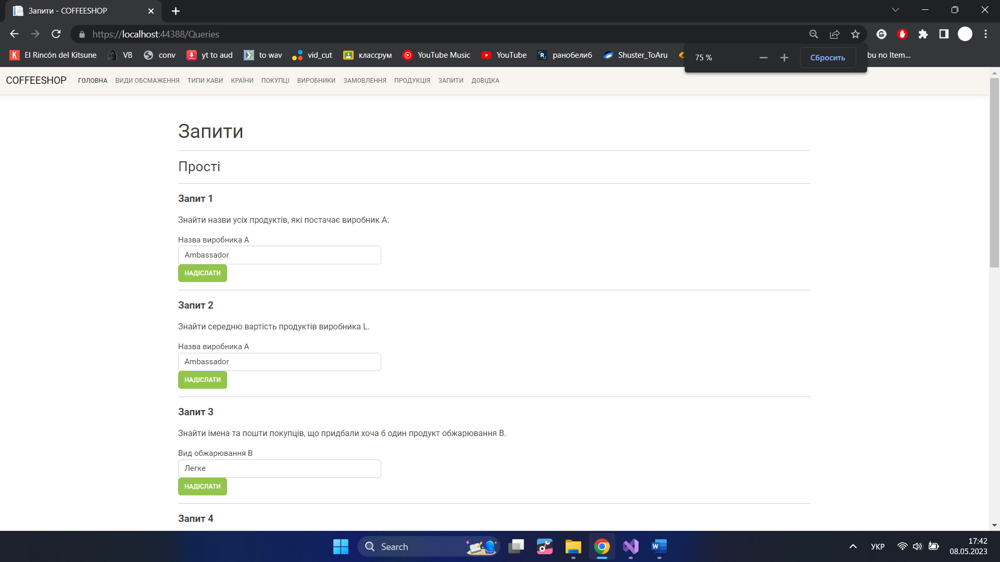 Запити - COFFEESHOP
https://localhost:44388/Queries
El Rincón del Kitsune VB conv yt to aud to wav vid_cut классрум YouTube Music YouTube ранобелиб Shuster_ToAru bu no Item...
75 % Сбросить
COFFEESHOP ГОЛОВНА ВИДИ ОБСМАЖЕННЯ ТИПИ КАВИ КРАЇНИ ПОКУПЦІ ВИРОБНИКИ ЗАМОВЛЕННЯ ПРОДУКЦІЯ ЗАПИТИ ДОВІДКА
Запити
Прості
Запит 1
Знайти назви усіх продуктів, які постачає виробник A:
Назва виробника A
Ambassador
НАДІСЛАТИ
Запит 2
Знайти середню вартість продуктів виробника L.
Назва виробника A
Ambassador
НАДІСЛАТИ
Запит 3
Знайти імена та пошти покупців, що придбали хоча б один продукт обжарювання B.
Вид обжарювання B
Легке
НАДІСЛАТИ
Запит 4
Search
УКР
17:42
08.05.2023